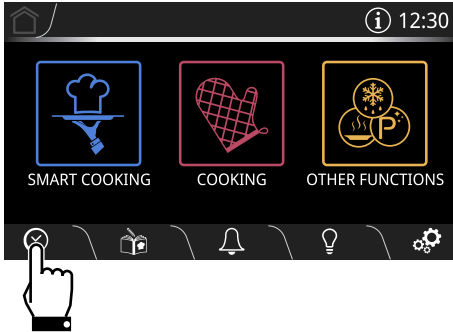 i 12:30
SMART COOKING
COOKING
OTHER FUNCTIONS
P